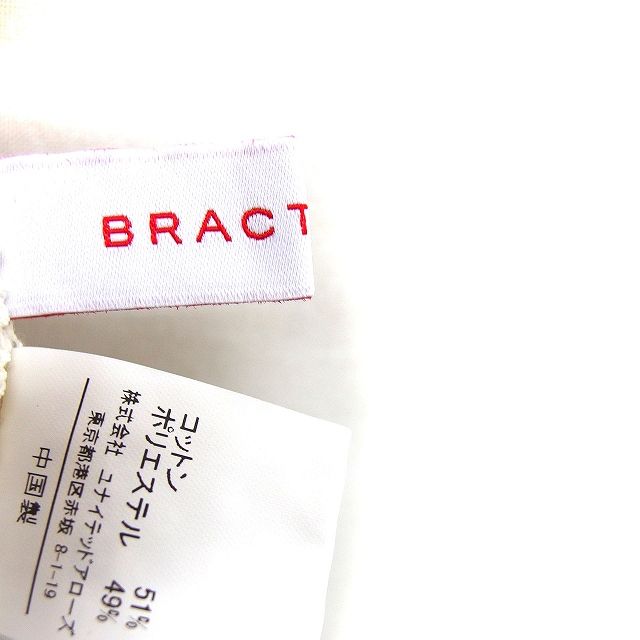 BRACT
コットン 51%
ポリエステル 49%
株式会社 ユナイテッドアローズ
東京都港区赤坂 8-1-19
中国製